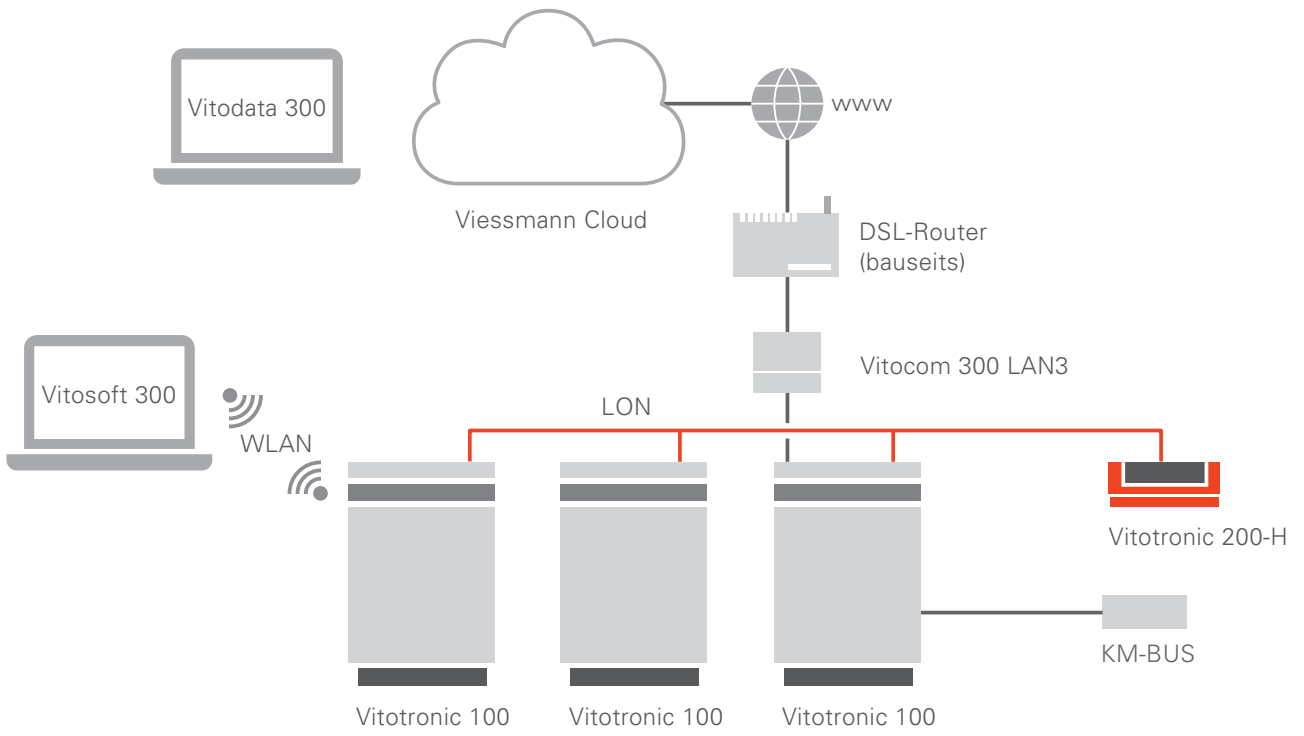 Vitodata 300
www
Viessmann Cloud
DSL-Router
(bauseits)
Vitocom 300 LAN3
Vitosoft 300
WLAN
LON
Vitotronic 200-H
KM-BUS
Vitotronic 100
Vitotronic 100
Vitotronic 100